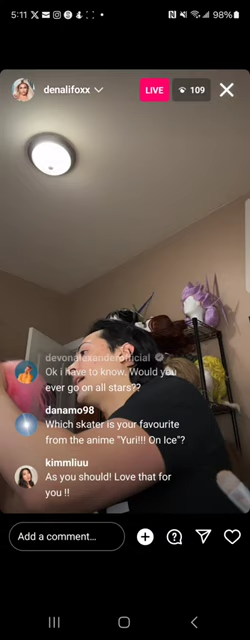 5:11
98%
denalifoxx
LIVE
109
devonalexanderofficial
Ok i have to know. Would you
ever go on all stars??
danamo98
Which skater is your favourite
from the anime "Yuri!!! On Ice"?
kimmliuu
As you should! Love that for
you !!
Add a comment...